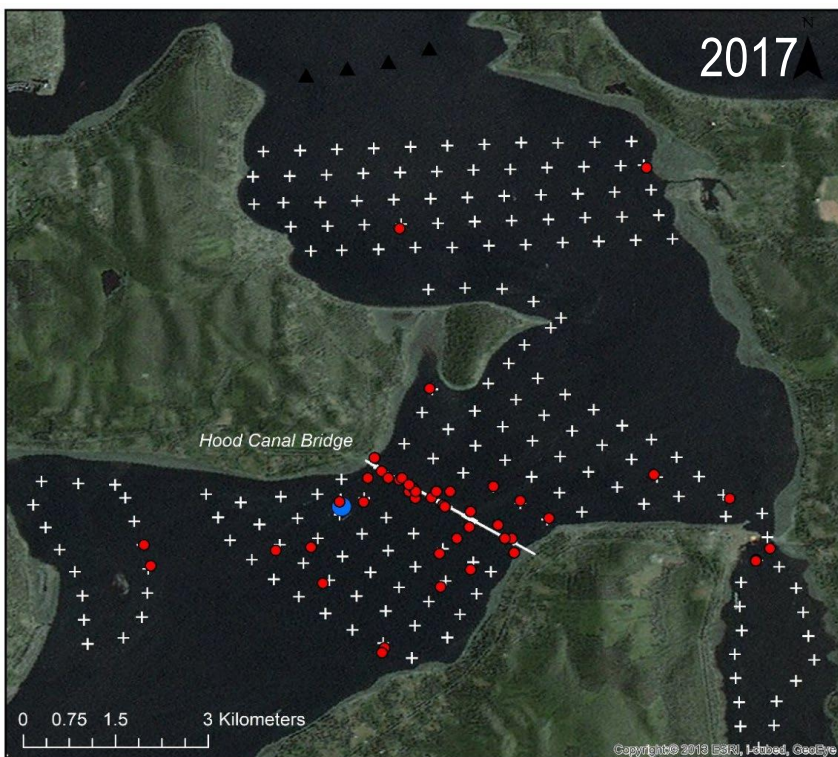 N
2017
Hood Canal Bridge
0 0.75 1.5 3 Kilometers
Copyright:© 2013 ESRI, i-cubed, GeoEye